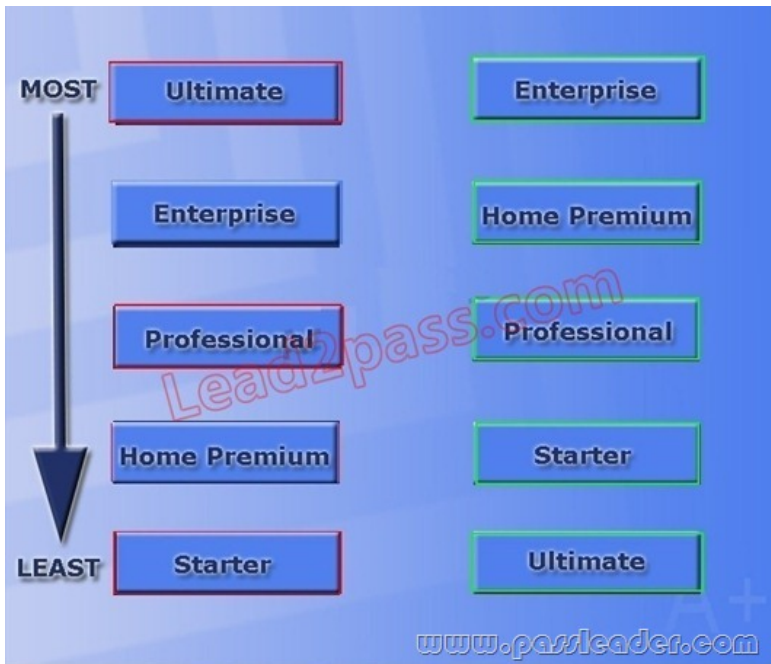 MOST
Ultimate
Enterprise
Enterprise
Home Premium
Professional
Professional
Lead2pass.com
Home Premium
Starter
LEAST
Starter
Ultimate
A+
www.passleader.com